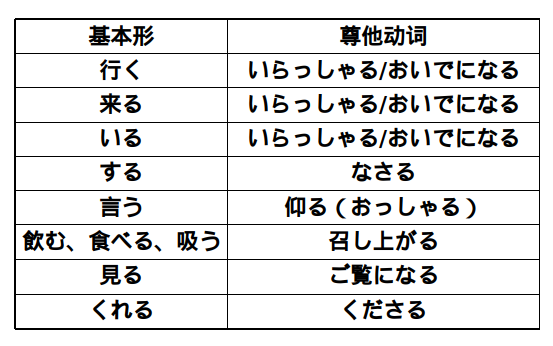 基本形 尊他动词
行く いらっしゃる/おいでになる
来る いらっしゃる/おいでになる
いる いらっしゃる/おいでになる
する なさる
言う 仰る（おっしゃる）
飲む、食べる、吸う 召し上がる
見る ご覧になる
くれる くださる